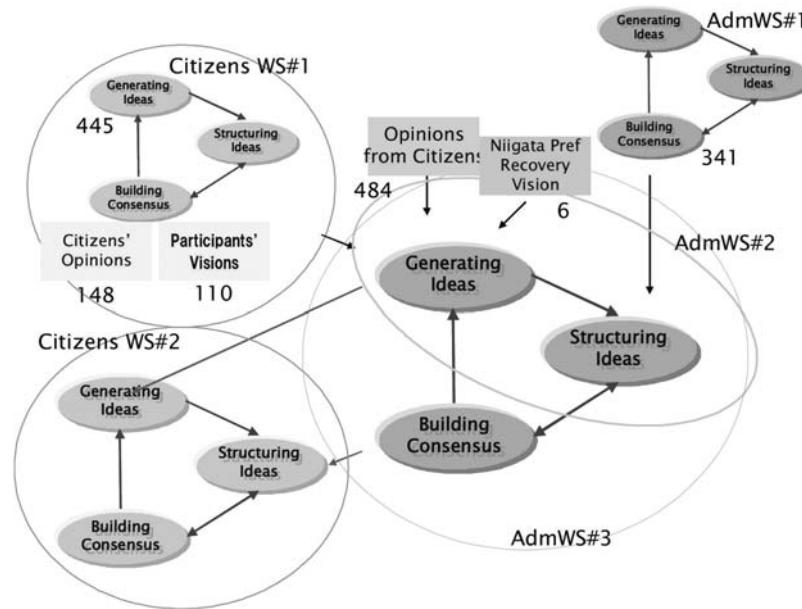 Citizens WS#1
Generating
Ideas
445
Structuring
Ideas
Building
Consensus
Citizens'
Opinions
148
Participants'
Visions
110
Generating
Ideas
AdmWS#1
Structuring
Ideas
Building
Consensus
341
Opinions
from Citizens
484
Niigata Pref
Recovery
Vision
6
AdmWS#2
Generating
Ideas
Structuring
Ideas
Building
Consensus
AdmWS#3
Citizens WS#2
Generating
Ideas
Structuring
Ideas
Building
Consensus